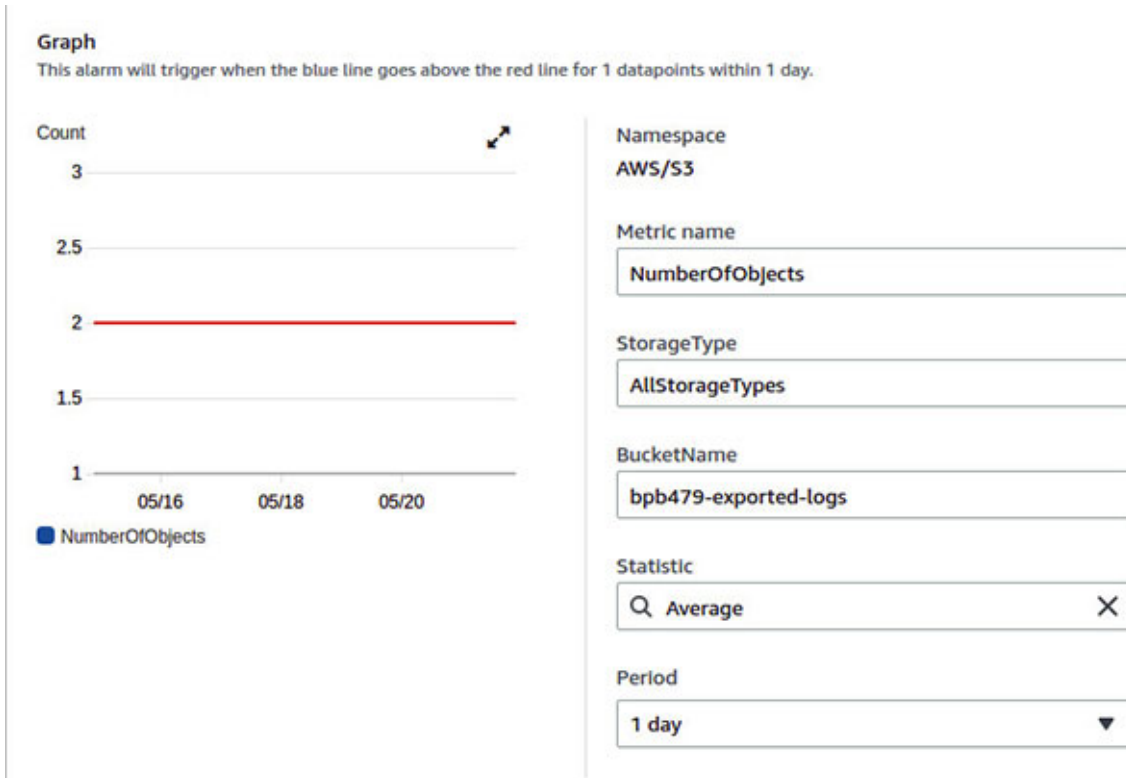 Graph
This alarm will trigger when the blue line goes above the red line for 1 datapoints within 1 day.
Count
3
2.5
2
1.5
1
05/16 05/18 05/20
NumberOfObjects
Namespace
AWS/S3
Metric name
NumberOfObjects
StorageType
AllStorageTypes
BucketName
bpb479-exported-logs
Statistic
Average
Period
1 day